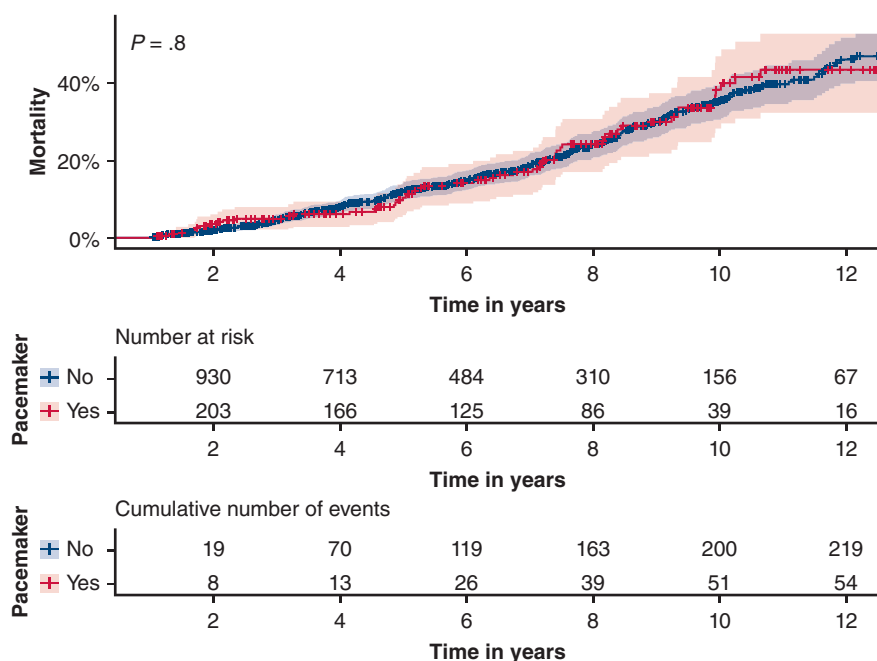 P = .8
Mortality
40%
20%
0%
2 4 6 8 10 12
Time in years
Number at risk
Pacemaker
No 930 713 484 310 156 67
Yes 203 166 125 86 39 16
2 4 6 8 10 12
Time in years
Cumulative number of events
Pacemaker
No 19 70 119 163 200 219
Yes 8 13 26 39 51 54
2 4 6 8 10 12
Time in years